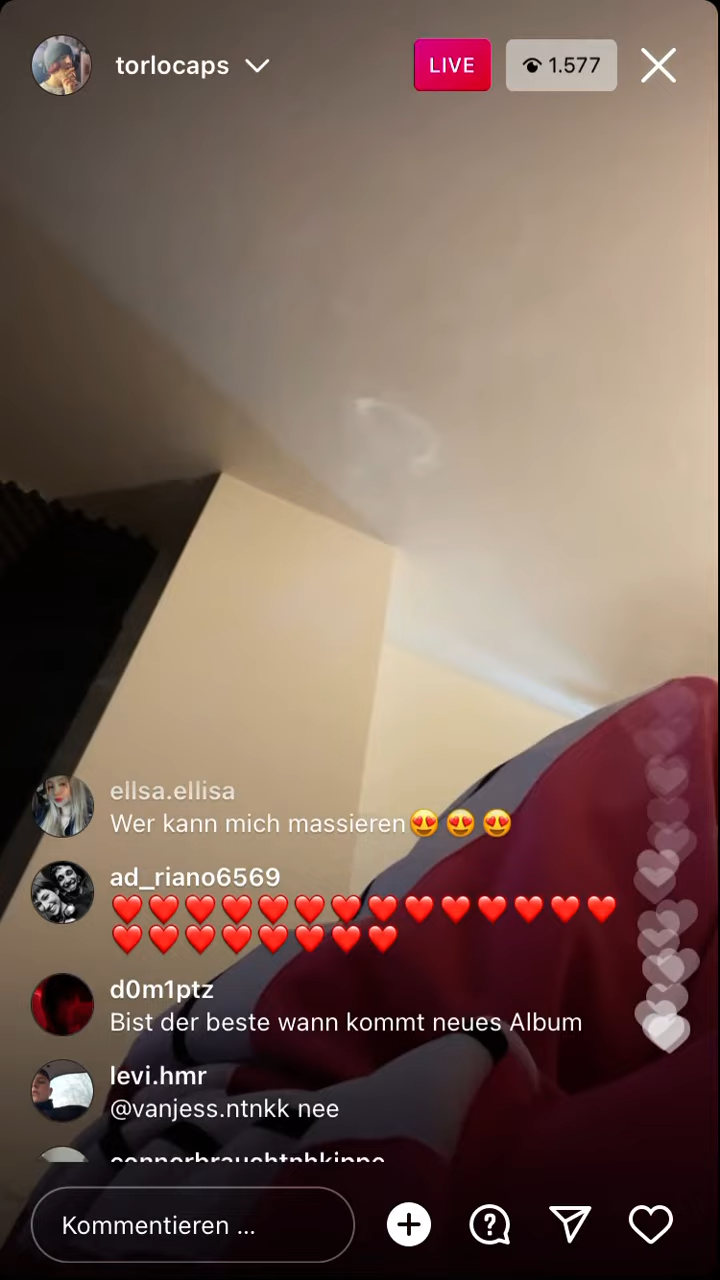 torlocaps
LIVE
1.577
ellsa.ellisa
Wer kann mich massieren😍😍😍
ad_riano6569
❤️❤️❤️❤️❤️❤️❤️❤️❤️❤️❤️❤️❤️❤️
❤️❤️❤️❤️❤️❤️❤️❤️
d0m1ptz
Bist der beste wann kommt neues Album
levi.hmr
@vanjess.ntnkk nee
Kommentieren ...